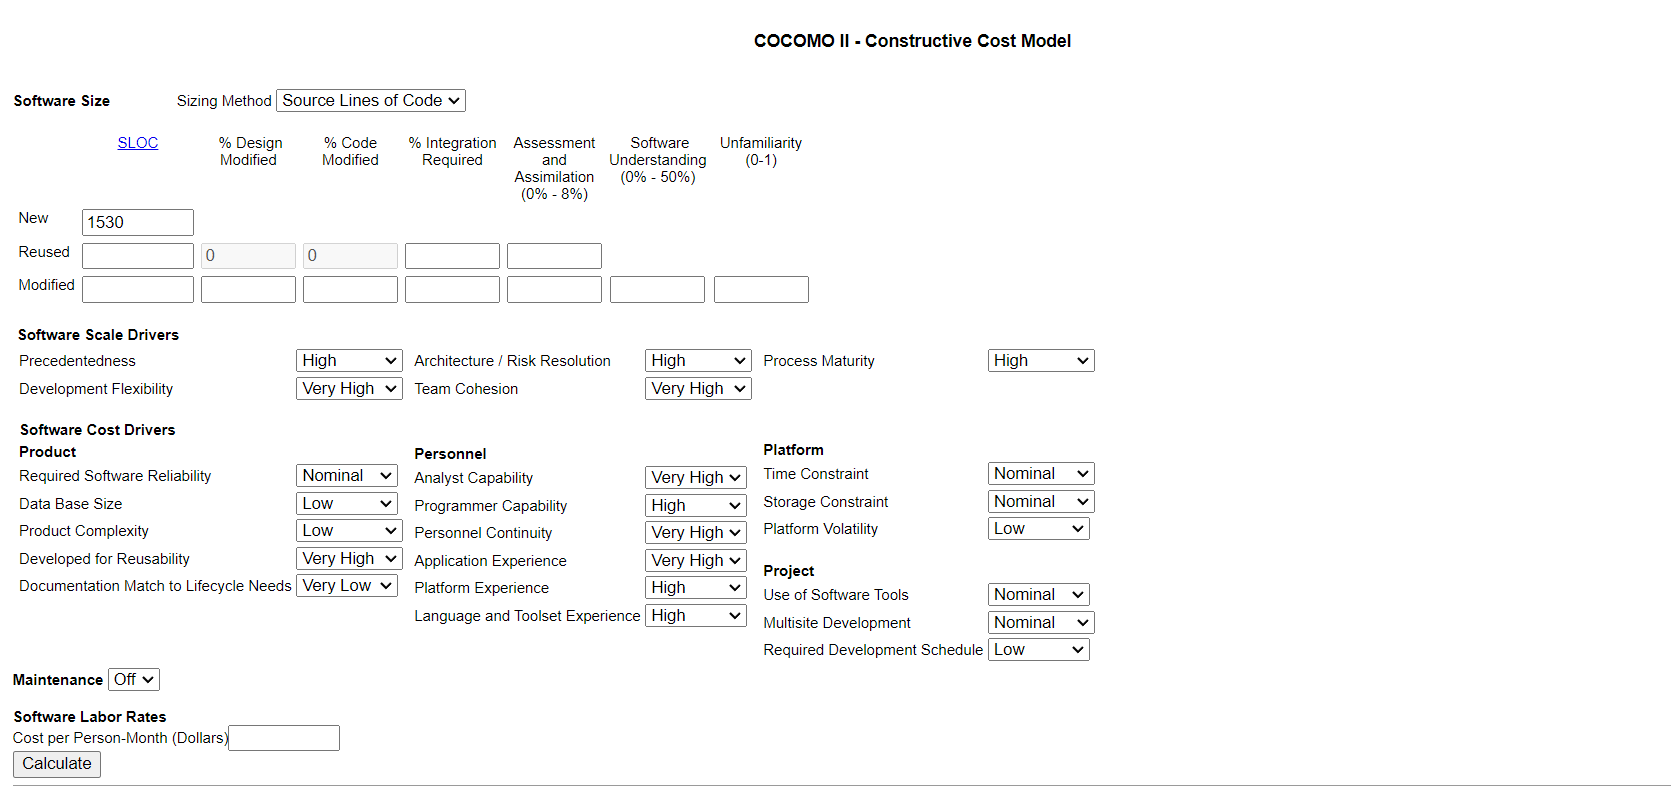 COCOMO II - Constructive Cost Model
Software Size Sizing Method Source Lines of Code
SLOC % Design Modified % Code Modified % Integration Required Assessment and Assimilation (0% - 8%) Software Understanding (0% - 50%) Unfamiliarity (0-1)
New 1530
Reused 0 0
Modified
Software Scale Drivers
Precedentedness High Architecture / Risk Resolution High Process Maturity High
Development Flexibility Very High Team Cohesion Very High
Software Cost Drivers
Product
Required Software Reliability Nominal
Data Base Size Low
Product Complexity Low
Developed for Reusability Very High
Documentation Match to Lifecycle Needs Very Low
Personnel
Analyst Capability Very High
Programmer Capability High
Personnel Continuity Very High
Application Experience Very High
Platform Experience High
Language and Toolset Experience High
Platform
Time Constraint Nominal
Storage Constraint Nominal
Platform Volatility Low
Project
Use of Software Tools Nominal
Multisite Development Nominal
Required Development Schedule Low
Maintenance Off
Software Labor Rates
Cost per Person-Month (Dollars)
Calculate